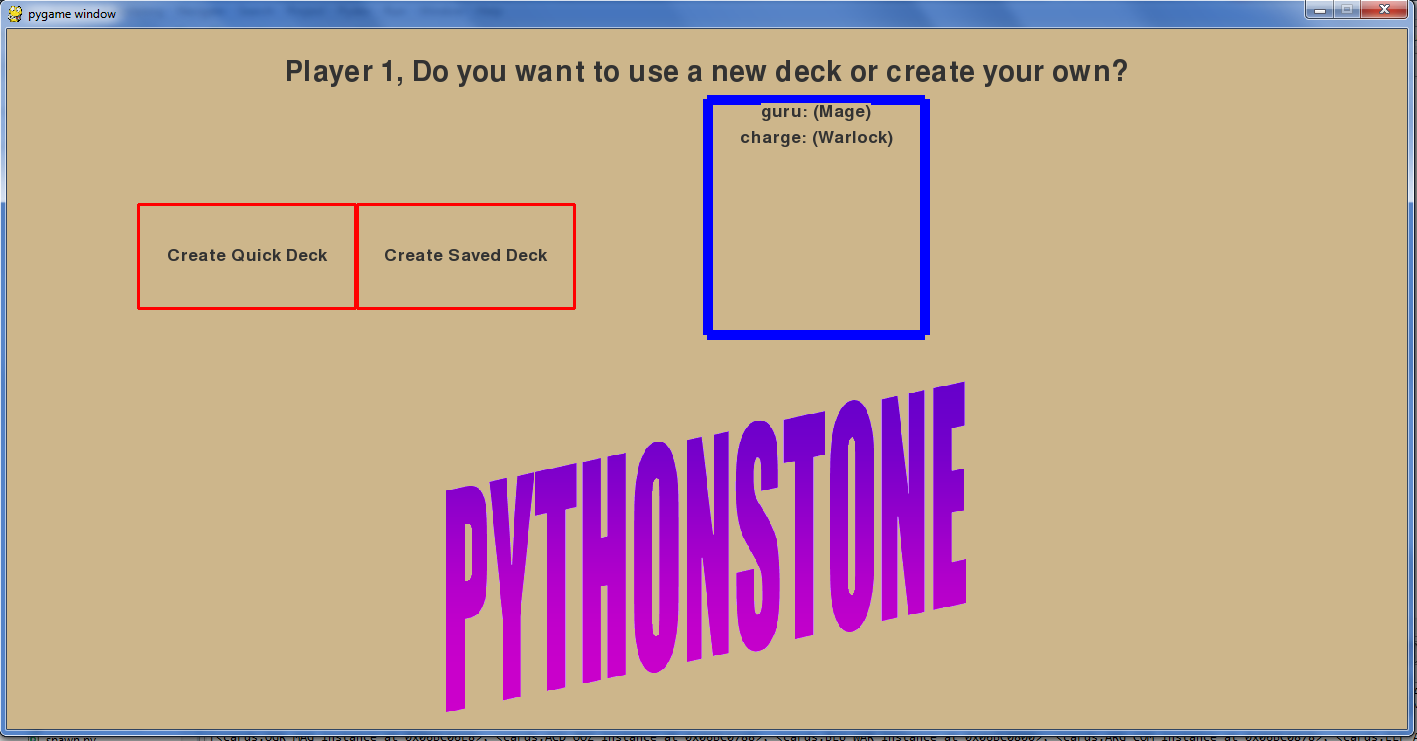 pygame window
Player 1, Do you want to use a new deck or create your own?
guru: (Mage)
charge: (Warlock)
Create Quick Deck
Create Saved Deck
PYTHONSTONE